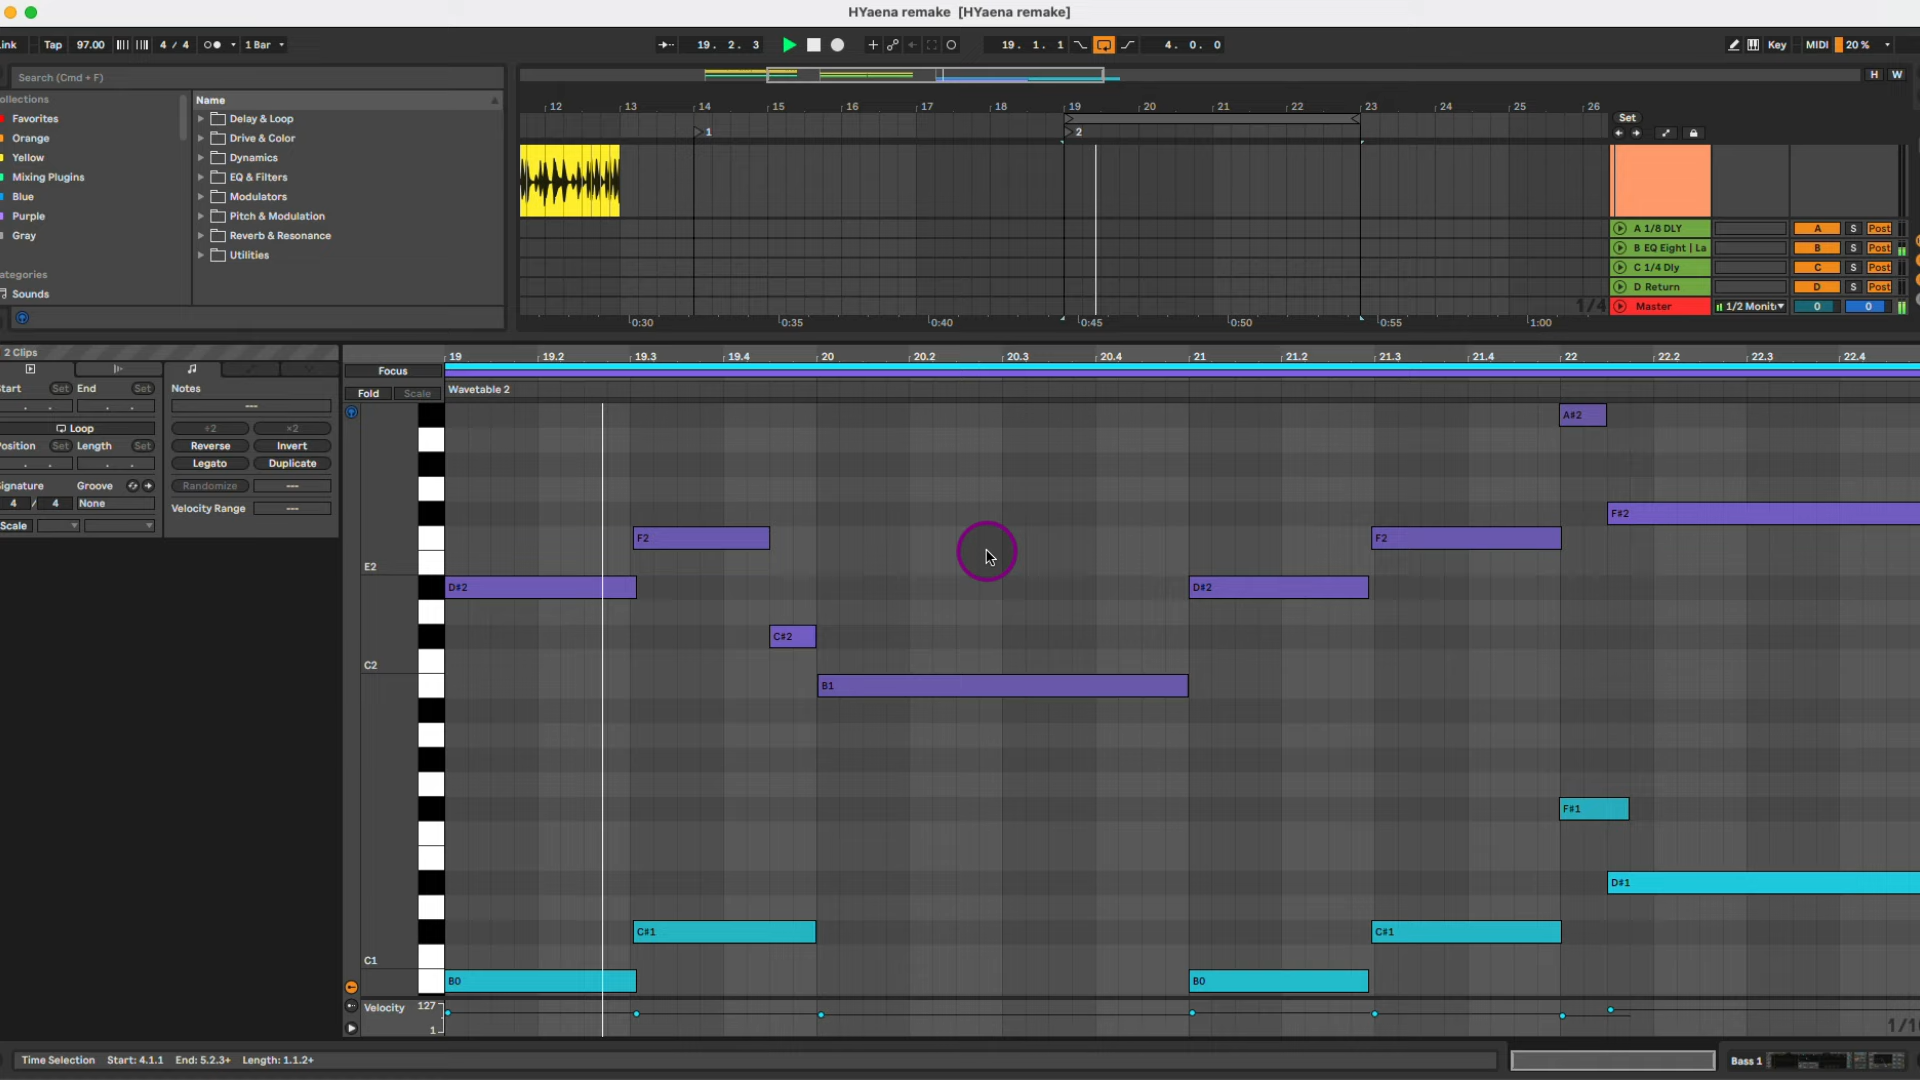 HYaena remake [HYaena remake]
ink Tap 97.00 4 / 4 1 Bar 19. 2. 3 19. 1. 1 4. 0. 0 Key MIDI 20 %
Search (Cmd + F)
H W
ollections
Favorites
Orange
Yellow
Mixing Plugins
Blue
Purple
Gray
ategories
Sounds
Name
Delay & Loop
Drive & Color
Dynamics
EQ & Filters
Modulators
Pitch & Modulation
Reverb & Resonance
Utilities
12 13 14 15 16 17 18 19 20 21 22 23 24 25 26
Set
1 2
A 1/8 DLY A S Post
B EQ Eight | La B S Post
C 1/4 Dly C S Post
D Return D S Post
1/4 Master 1/2 Monit 0 0
0:30 0:35 0:40 0:45 0:50 0:55 1:00
2 Clips
tart Set End Set
. . . .
Loop
osition Set Length Set
. . . .
ignature Groove
4 / 4 None
Scale
Notes
---
÷2 ×2
Reverse Invert
Legato Duplicate
Randomize ---
Velocity Range ---
Focus
Fold Scale
19 19.2 19.3 19.4 20 20.2 20.3 20.4 21 21.2 21.3 21.4 22 22.2 22.3 22.4
Wavetable 2
A#2
F#2
F2 F2
E2
D#2 D#2
C#2
C2
B1
F#1
D#1
C#1 C#1
C1
B0 B0
Velocity 127
1
Time Selection Start: 4.1.1 End: 5.2.3+ Length: 1.1.2+
Bass 1